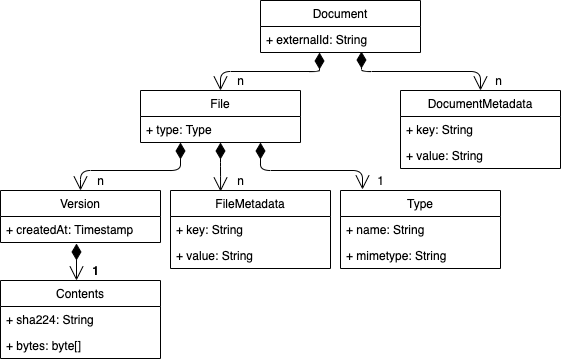 Document
+ externalId: String
n
n
File
+ type: Type
DocumentMetadata
+ key: String
+ value: String
n
n
1
Version
+ createdAt: Timestamp
FileMetadata
+ key: String
+ value: String
Type
+ name: String
+ mimetype: String
1
Contents
+ sha224: String
+ bytes: byte[]